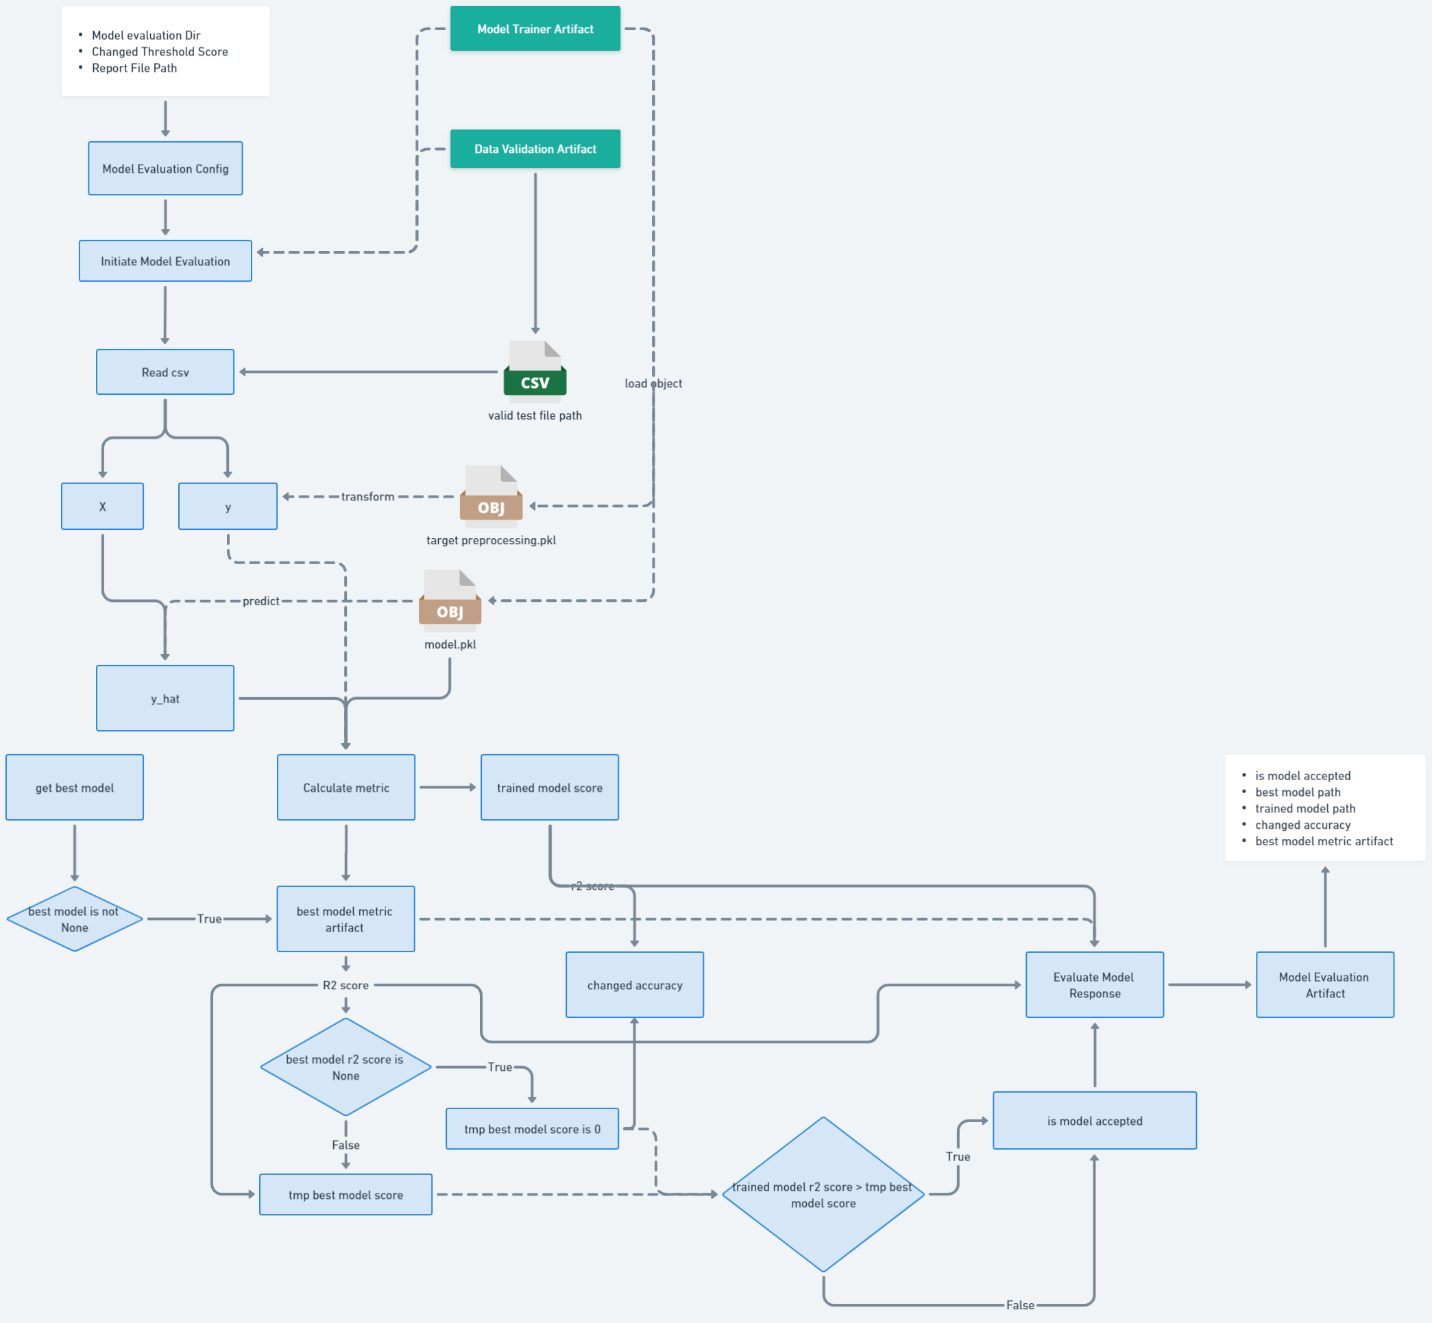 • Model evaluation Dir
• Changed Threshold Score
• Report File Path
Model Trainer Artifact
Data Validation Artifact
Model Evaluation Config
Initiate Model Evaluation
Read csv
CSV
valid test file path
load object
X
y
transform
OBJ
target preprocessing.pkl
predict
OBJ
model.pkl
y_hat
get best model
Calculate metric
trained model score
• is model accepted
• best model path
• trained model path
• changed accuracy
• best model metric artifact
r2 score
best model is not
None
True
best model metric
artifact
R2 score
changed accuracy
Evaluate Model
Response
Model Evaluation
Artifact
best model r2 score is
None
True
tmp best model score is 0
False
tmp best model score
is model accepted
True
trained model r2 score > tmp best
model score
False